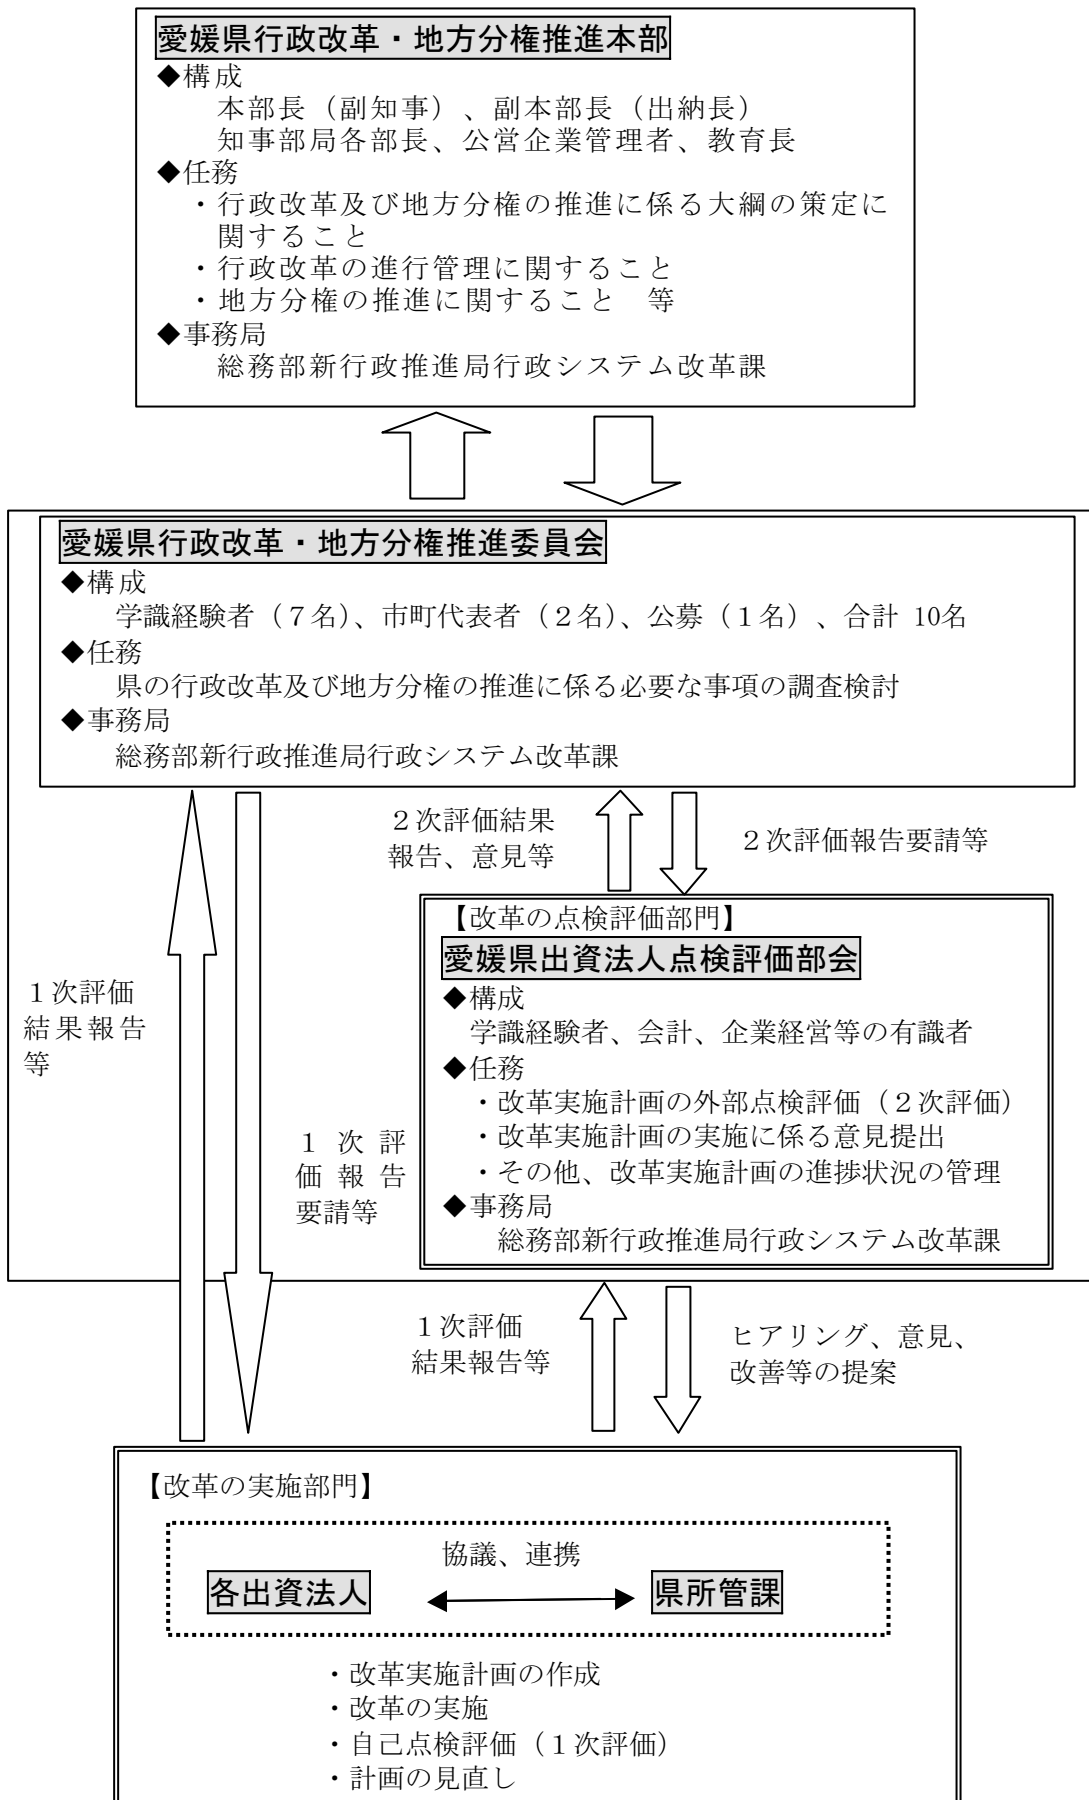 愛媛県行政改革・地方分権推進本部
◆構成
本部長（副知事）、副本部長（出納長）
知事部局各部長、公営企業管理者、教育長
◆任務
・行政改革及び地方分権の推進に係る大綱の策定に
関すること
・行政改革の進行管理に関すること
・地方分権の推進に関すること　等
◆事務局
総務部新行政推進局行政システム改革課
愛媛県行政改革・地方分権推進委員会
◆構成
学識経験者（７名）、市町代表者（２名）、公募（１名）、合計 10名
◆任務
県の行政改革及び地方分権の推進に係る必要な事項の調査検討
◆事務局
総務部新行政推進局行政システム改革課
２次評価結果
報告、意見等
２次評価報告要請等
【改革の点検評価部門】
愛媛県出資法人点検評価部会
◆構成
学識経験者、会計、企業経営等の有識者
◆任務
・改革実施計画の外部点検評価（２次評価）
・改革実施計画の実施に係る意見提出
・その他、改革実施計画の進捗状況の管理
◆事務局
総務部新行政推進局行政システム改革課
１次評価
結果報告
等
１次評
価報告
要請等
１次評価
結果報告等
ヒアリング、意見、
改善等の提案
【改革の実施部門】
協議、連携
各出資法人
県所管課
・改革実施計画の作成
・改革の実施
・自己点検評価（１次評価）
・計画の見直し